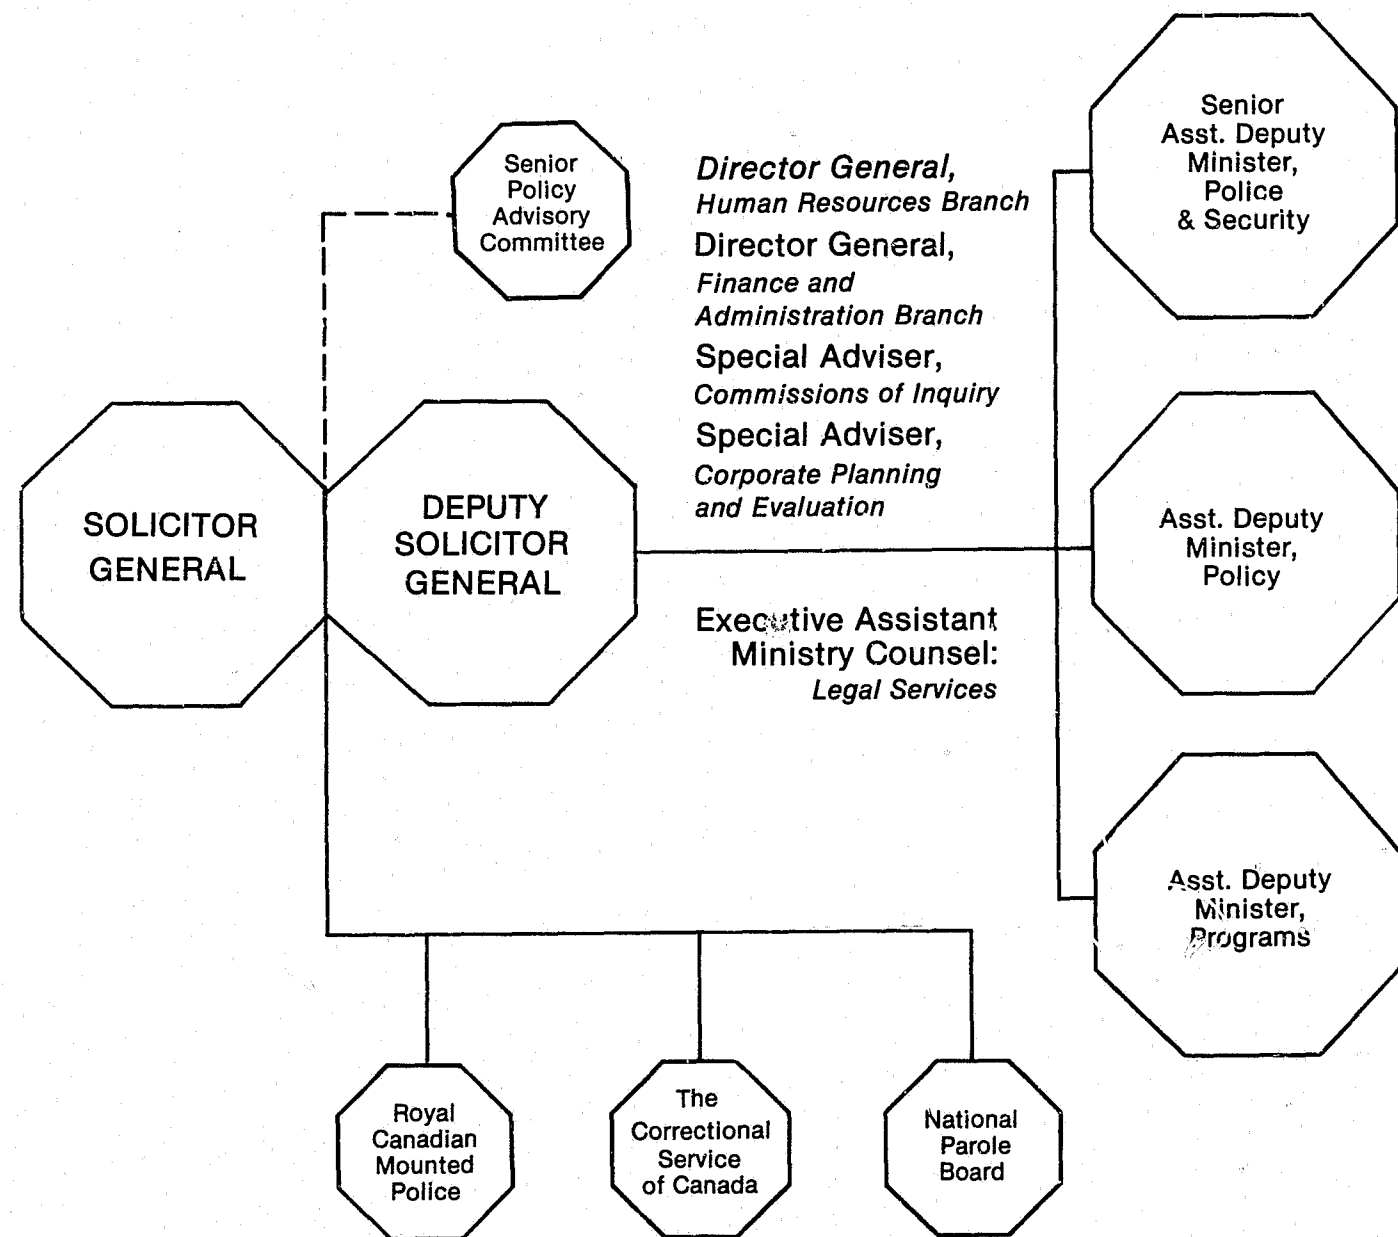 Senior
Policy
Advisory
Committee
Director General,
Human Resources Branch
Director General,
Finance and
Administration Branch
Special Adviser,
Commissions of Inquiry
Special Adviser,
Corporate Planning
and Evaluation
Senior
Asst. Deputy
Minister,
Police
& Security
SOLICITOR
GENERAL
DEPUTY
SOLICITOR
GENERAL
Asst. Deputy
Minister,
Policy
Executive Assistant
Ministry Counsel:
Legal Services
Asst. Deputy
Minister,
Programs
Royal
Canadian
Mounted
Police
The
Correctional
Service
of Canada
National
Parole
Board